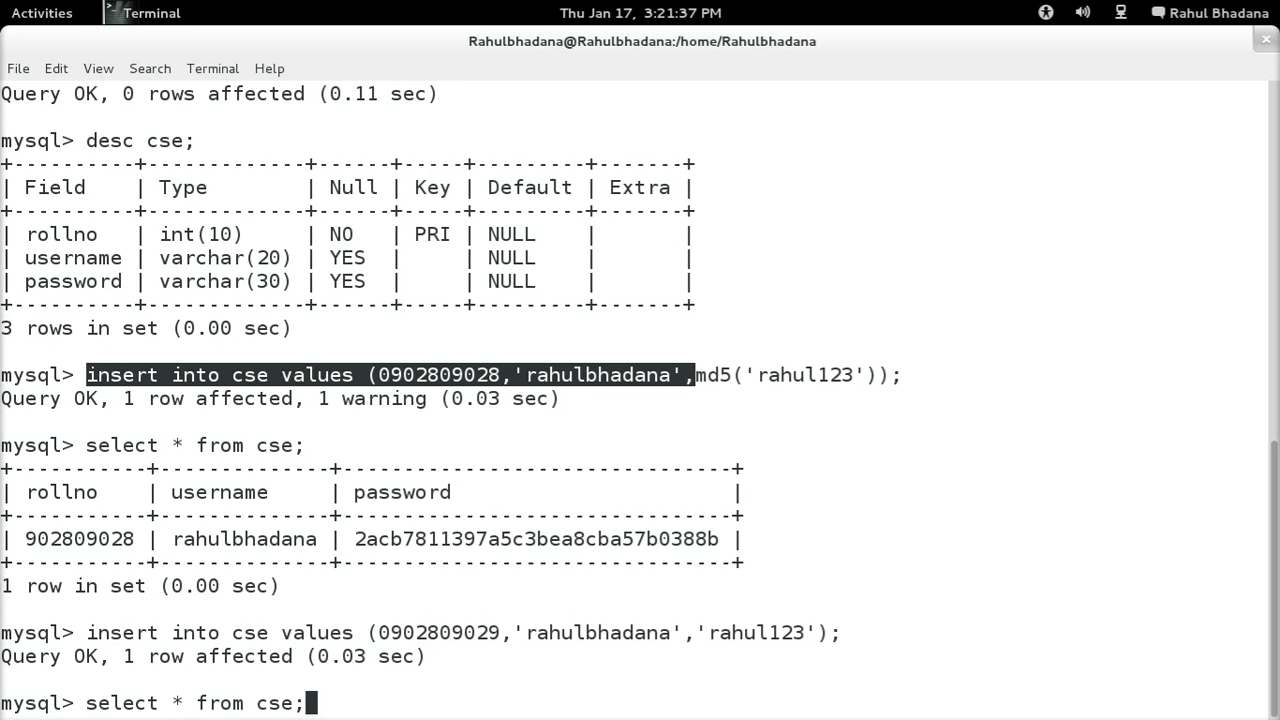 Activities Terminal Thu Jan 17, 3:21:37 PM Rahul Bhadana
Rahulbhadana@Rahulbhadana:/home/Rahulbhadana
File Edit View Search Terminal Help
Query OK, 0 rows affected (0.11 sec)
mysql> desc cse;
+----------+-------------+------+-----+---------+-------+
| Field    | Type        | Null | Key | Default | Extra |
+----------+-------------+------+-----+---------+-------+
| rollno   | int(10)     | NO   | PRI | NULL    |       |
| username | varchar(20) | YES  |     | NULL    |       |
| password | varchar(30) | YES  |     | NULL    |       |
+----------+-------------+------+-----+---------+-------+
3 rows in set (0.00 sec)
mysql> insert into cse values (0902809028,'rahulbhadana',md5('rahul123'));
Query OK, 1 row affected, 1 warning (0.03 sec)
mysql> select * from cse;
+-----------+--------------+--------------------------------+
| rollno    | username     | password                       |
+-----------+--------------+--------------------------------+
| 902809028 | rahulbhadana | 2acb7811397a5c3bea8cba57b0388b |
+-----------+--------------+--------------------------------+
1 row in set (0.00 sec)
mysql> insert into cse values (0902809029,'rahulbhadana','rahul123');
Query OK, 1 row affected (0.03 sec)
mysql> select * from cse;